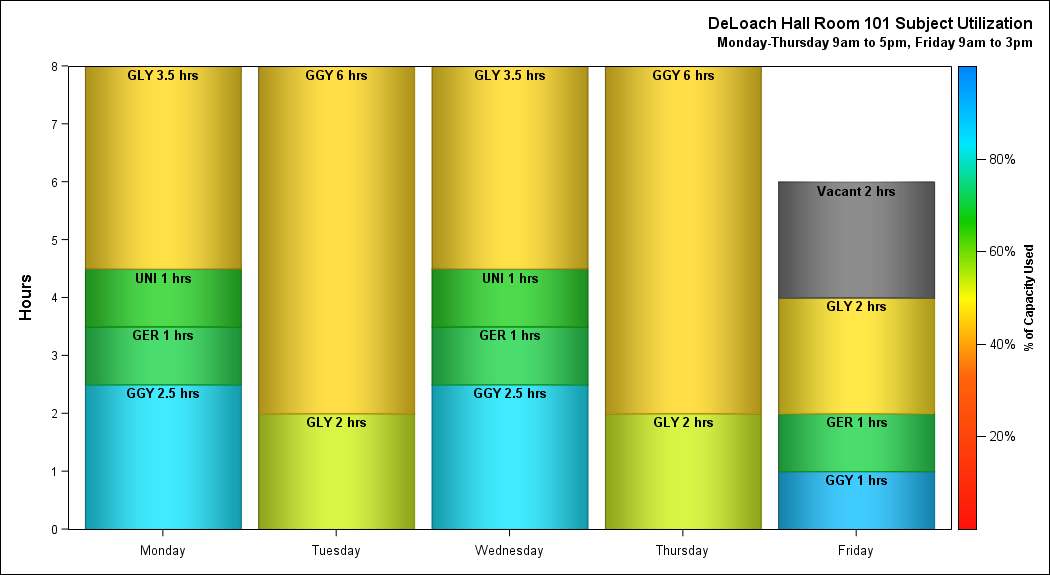 DeLoach Hall Room 101 Subject Utilization
Monday-Thursday 9am to 5pm, Friday 9am to 3pm
Hours
8
7
6
5
4
3
2
1
0
GLY 3.5 hrs
UNI 1 hrs
GER 1 hrs
GGY 2.5 hrs
GGY 6 hrs
GLY 2 hrs
GLY 3.5 hrs
UNI 1 hrs
GER 1 hrs
GGY 2.5 hrs
GGY 6 hrs
GLY 2 hrs
Vacant 2 hrs
GLY 2 hrs
GER 1 hrs
GGY 1 hrs
Monday Tuesday Wednesday Thursday Friday
80%
60%
40%
20%
% of Capacity Used